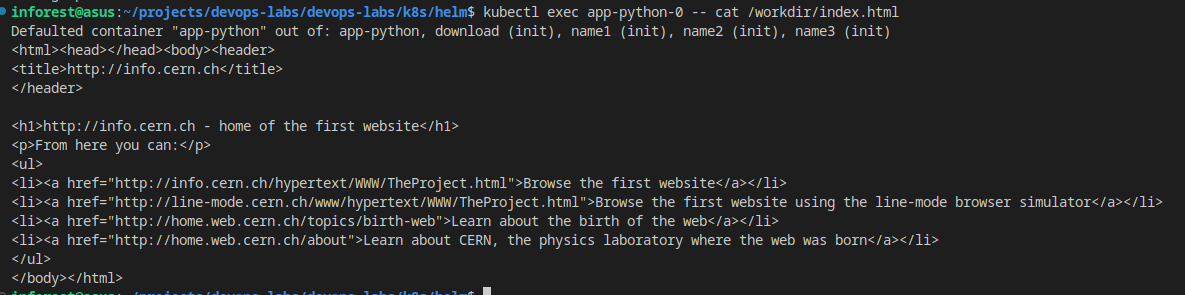 inforest@asus:~/projects/devops-labs/devops-labs/k8s/helm$ kubectl exec app-python-0 -- cat /workdir/index.html
Defaulted container "app-python" out of: app-python, download (init), name1 (init), name2 (init), name3 (init)
<html><head></head><body><header>
<title>http://info.cern.ch</title>
</header>

<h1>http://info.cern.ch - home of the first website</h1>
<p>From here you can:</p>
<ul>
<li><a href="http://info.cern.ch/hypertext/WWW/TheProject.html">Browse the first website</a></li>
<li><a href="http://line-mode.cern.ch/www/hypertext/WWW/TheProject.html">Browse the first website using the line-mode browser simulator</a></li>
<li><a href="http://home.web.cern.ch/topics/birth-web">Learn about the birth of the web</a></li>
<li><a href="http://home.web.cern.ch/about">Learn about CERN, the physics laboratory where the web was born</a></li>
</ul>
</body></html>
inforest@asus:~/projects/devops-labs/devops-labs/k8s/helm$